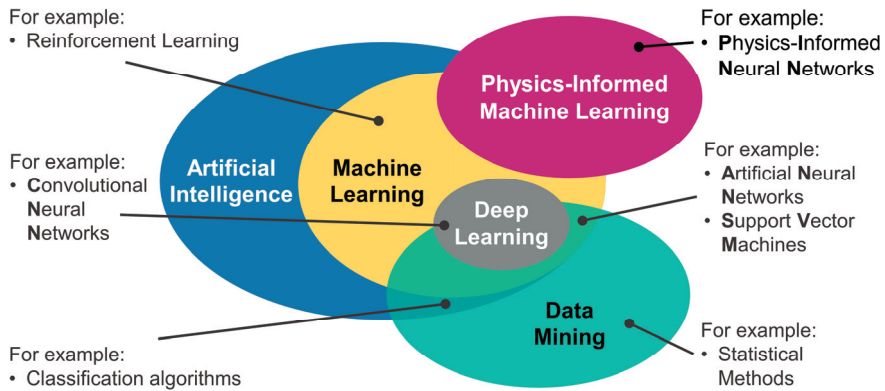 For example:
• Reinforcement Learning
For example:
• Physics-Informed
Neural Networks
Physics-Informed
Machine Learning
For example:
• Convolutional
Neural
Networks
Artificial
Intelligence
Machine
Learning
Deep
Learning
For example:
• Artificial Neural
Networks
• Support Vector
Machines
Data
Mining
For example:
• Classification algorithms
For example:
• Statistical
Methods